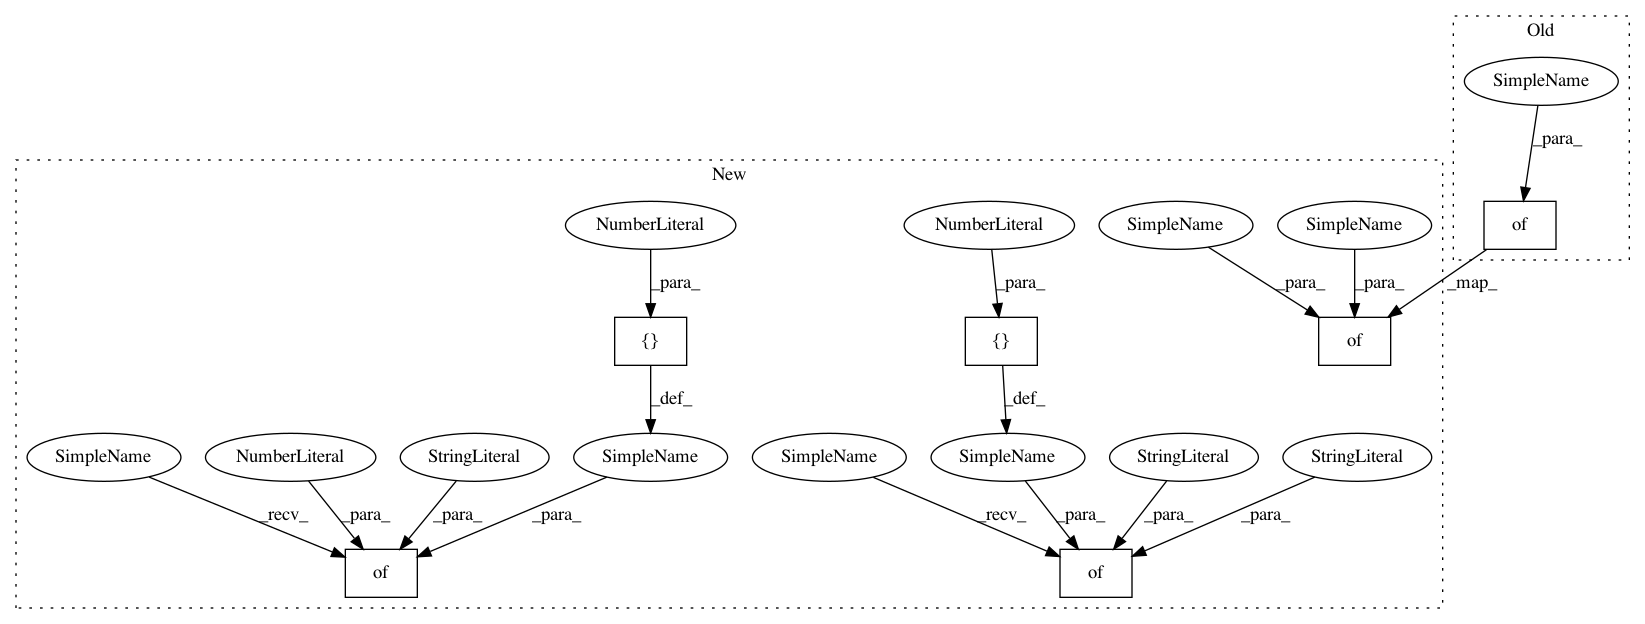 Old
SimpleName
_para_
New
NumberLiteral
NumberLiteral
SimpleName
SimpleName
of
_para_
_para_
_para_
_para_
_map_
{}
{}
of
_def_
_def_
SimpleName
NumberLiteral
StringLiteral
SimpleName
SimpleName
SimpleName
StringLiteral
StringLiteral
_recv_
_para_
_para_
_para_
_recv_
_para_
_para_
_para_
of
of